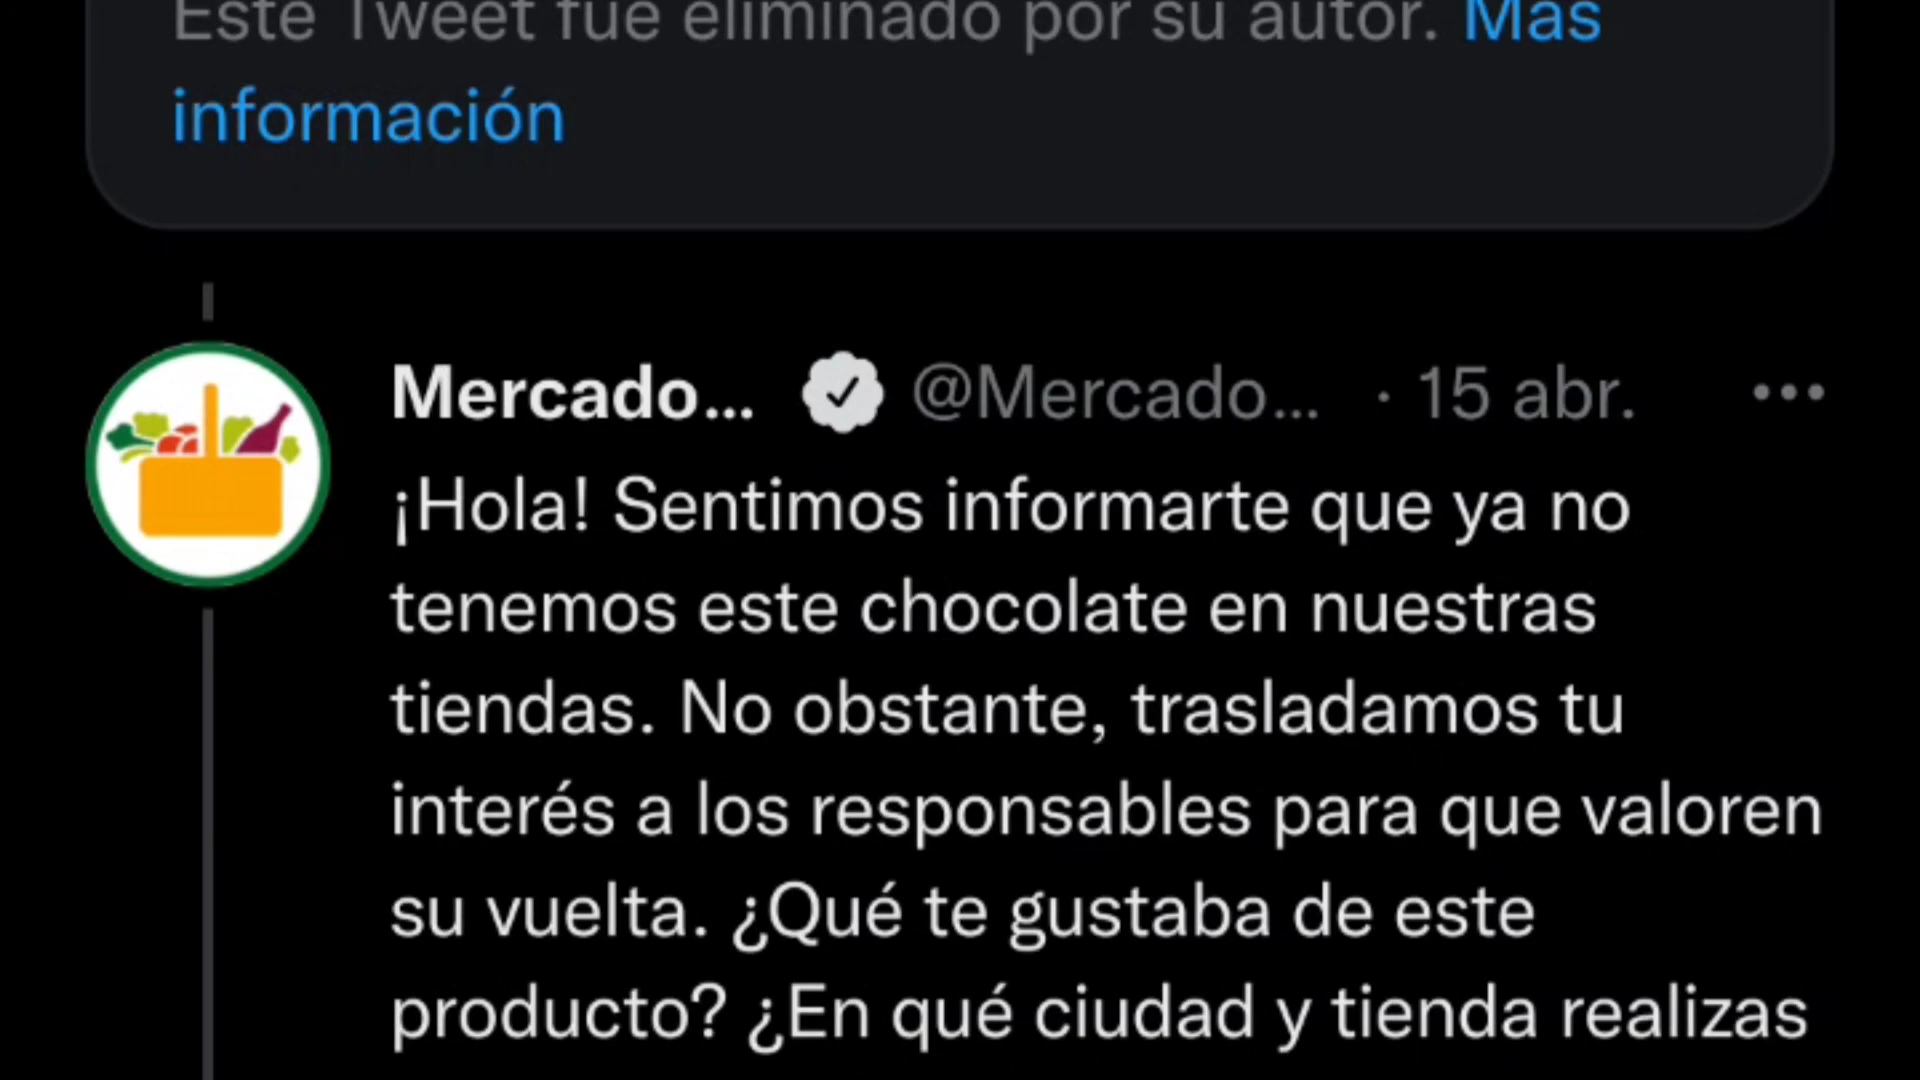 Este Tweet fue eliminado por su autor. Más
información
Mercado... @Mercado... · 15 abr.
¡Hola! Sentimos informarte que ya no
tenemos este chocolate en nuestras
tiendas. No obstante, trasladamos tu
interés a los responsables para que valoren
su vuelta. ¿Qué te gustaba de este
producto? ¿En qué ciudad y tienda realizas